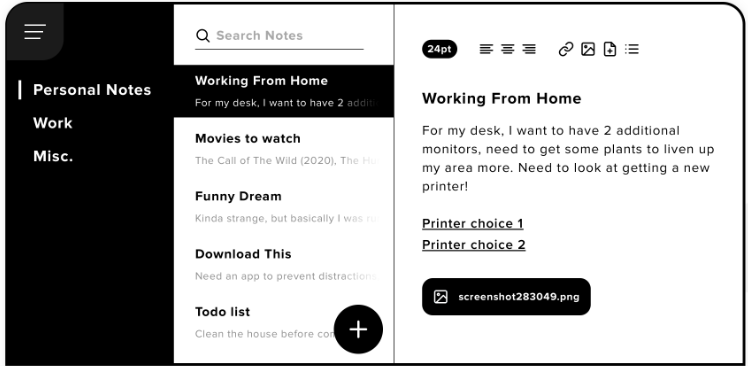 Personal Notes
Work
Misc.
Search Notes
Working From Home
For my desk, I want to have 2 additio
Movies to watch
The Call of The Wild (2020), The Hu
Funny Dream
Kinda strange, but basically I was
Download This
Need an app to prevent distractions
Todo list
Clean the house before
24pt
Working From Home
For my desk, I want to have 2 additional
monitors, need to get some plants to liven up
my area more. Need to look at getting a new
printer!
Printer choice 1
Printer choice 2
screenshot283049.png